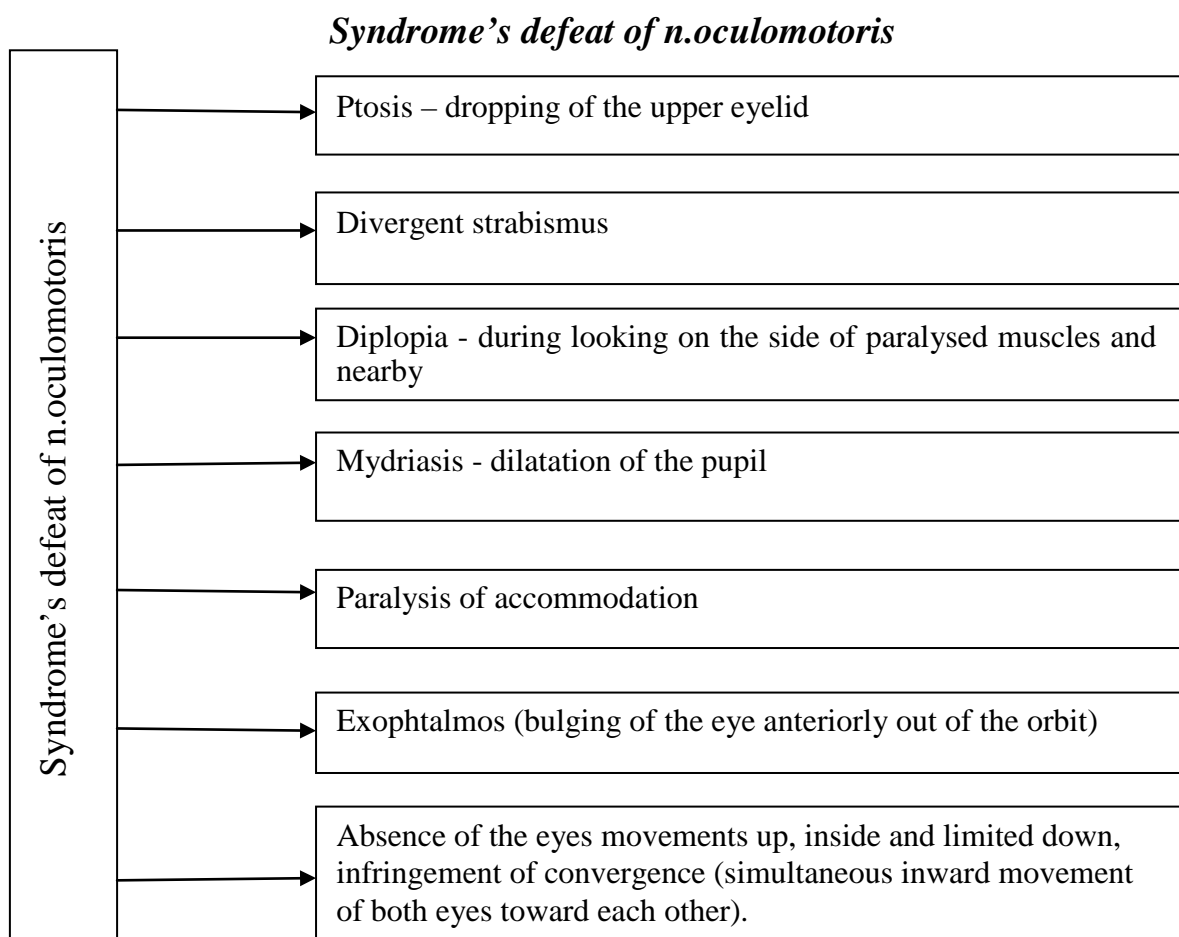 Syndrome’s defeat of n.oculomotoris
Syndrome’s defeat of n.oculomotoris
Ptosis – dropping of the upper eyelid
Divergent strabismus
Diplopia - during looking on the side of paralysed muscles and
nearby
Mydriasis - dilatation of the pupil
Paralysis of accommodation
Exophtalmos (bulging of the eye anteriorly out of the orbit)
Absence of the eyes movements up, inside and limited down,
infringement of convergence (simultaneous inward movement
of both eyes toward each other).